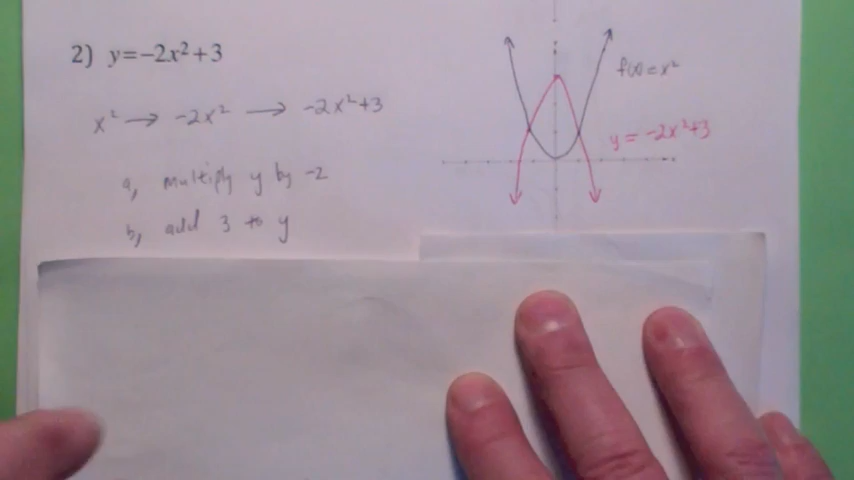 2) y=-2x²+3
x² → -2x² → -2x²+3
a, multiply y by -2
b, add 3 to y
f(x) = x²
y = -2x²+3